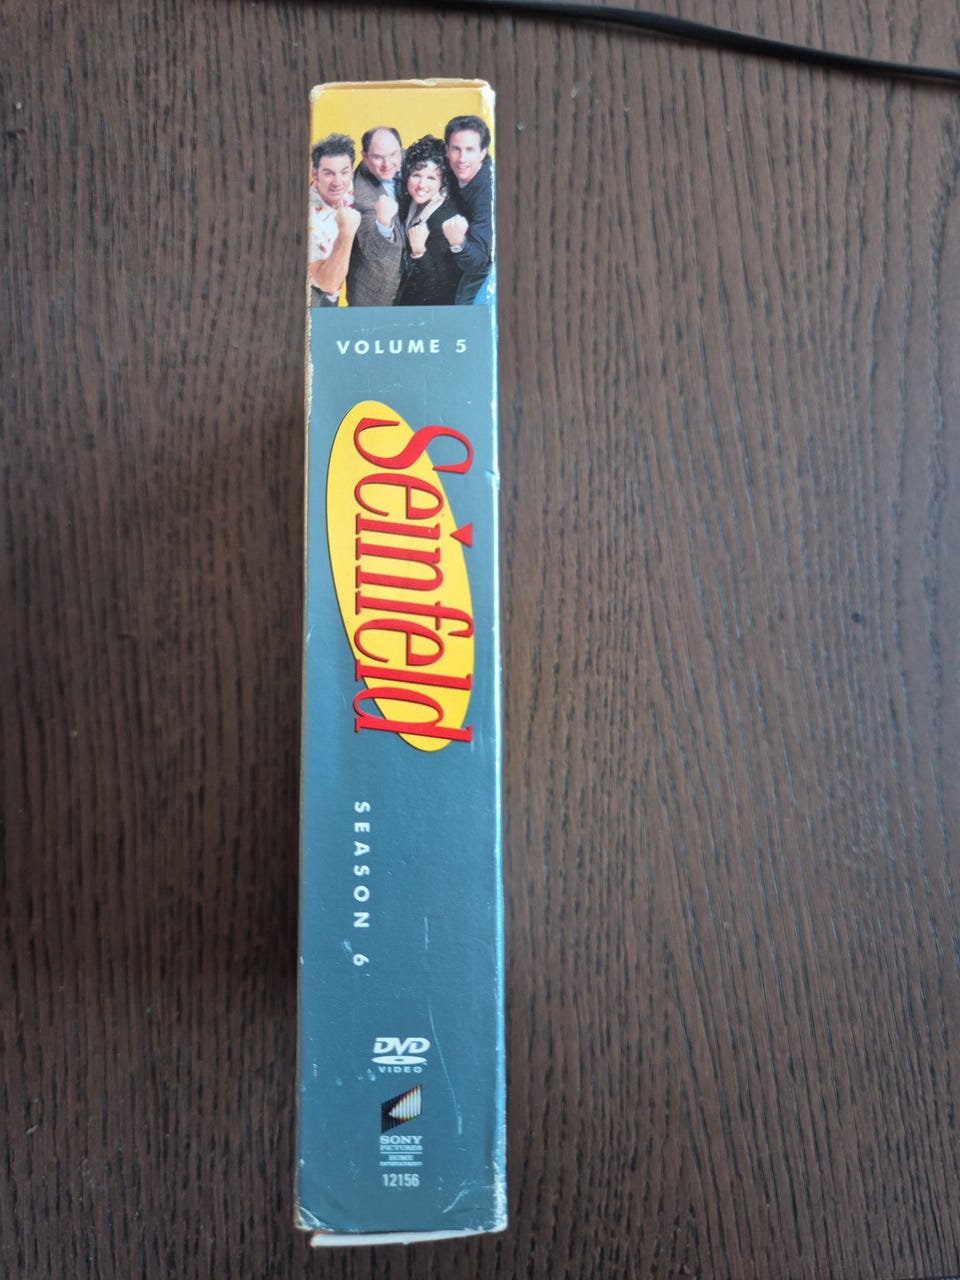 VOLUME 5
Seinfeld
SEASON 6
DVD
VIDEO
SONY
PICTURES
HOME
ENTERTAINMENT
12156